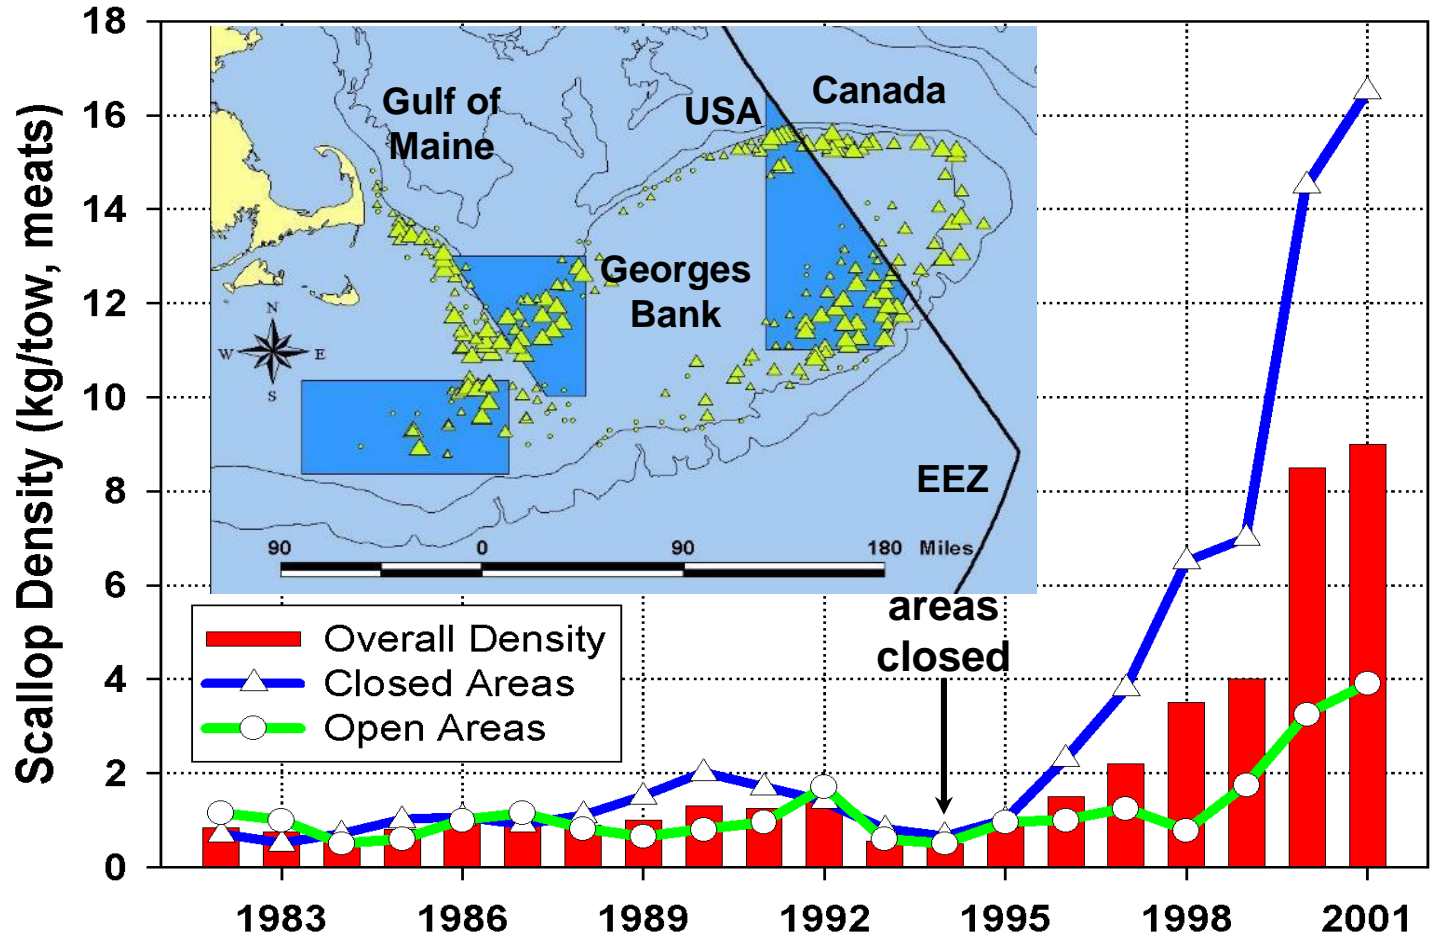 Scallop Density (kg/tow, meats)
18
16
14
12
10
8
6
4
2
0
Gulf of
Maine
USA
Canada
Georges
Bank
N
W
E
S
EEZ
90 0 90 180 Miles
areas
closed
Overall Density
Closed Areas
Open Areas
1983 1986 1989 1992 1995 1998 2001